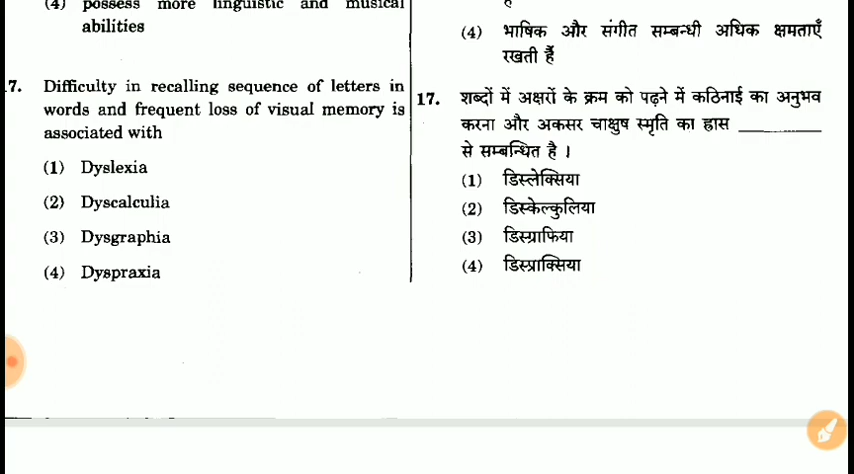 (4) possess more linguistic and musical
abilities
7. Difficulty in recalling sequence of letters in
words and frequent loss of visual memory is
associated with
(1) Dyslexia
(2) Dyscalculia
(3) Dysgraphia
(4) Dyspraxia
(4) भाषिक और संगीत सम्बन्धी अधिक क्षमताएँ
रखती हैं
17. शब्दों में अक्षरों के क्रम को पढ़ने में कठिनाई का अनुभव
करना और अकसर चाक्षुष स्मृति का ह्रास ________
से सम्बन्धित है ।
(1) डिस्लेक्सिया
(2) डिस्केल्कुलिया
(3) डिस्ग्राफिया
(4) डिस्प्राक्सिया